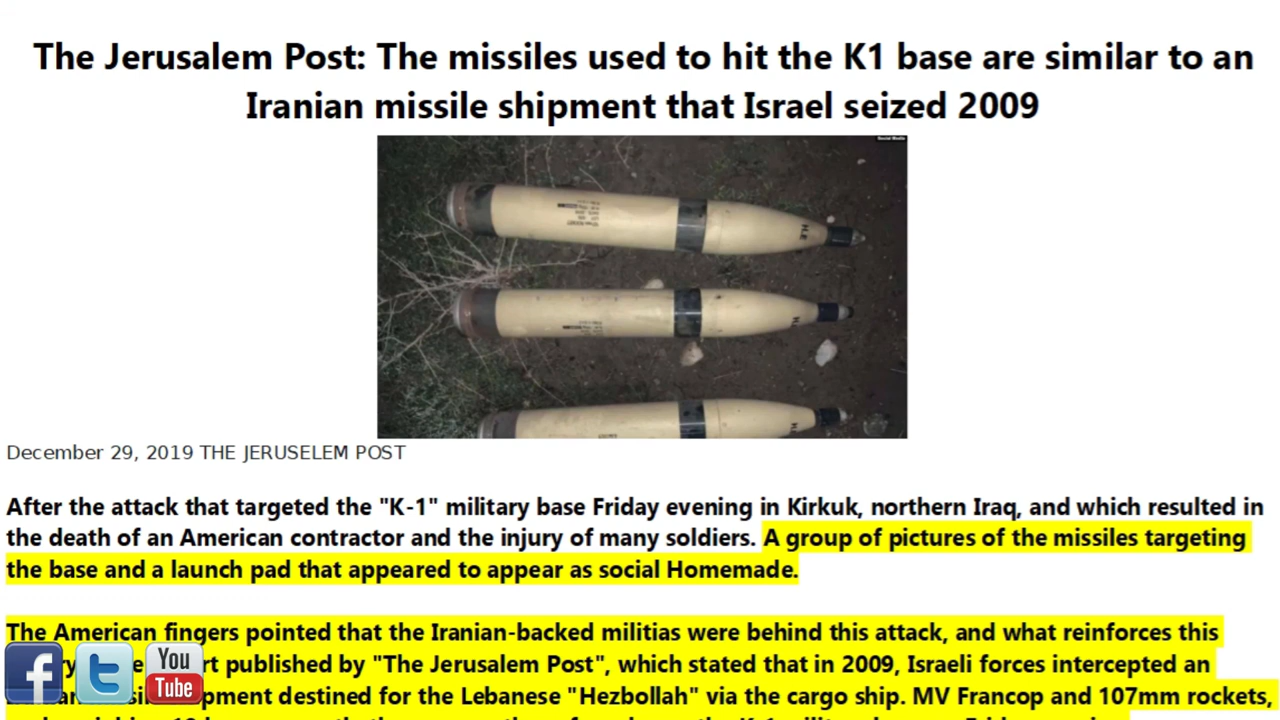 The Jerusalem Post: The missiles used to hit the K1 base are similar to an
Iranian missile shipment that Israel seized 2009
Social Media
H.E
December 29, 2019 THE JERUSELEM POST
After the attack that targeted the "K-1" military base Friday evening in Kirkuk, northern Iraq, and which resulted in
the death of an American contractor and the injury of many soldiers. A group of pictures of the missiles targeting
the base and a launch pad that appeared to appear as social Homemade.
The American fingers pointed that the Iranian-backed militias were behind this attack, and what reinforces this
published by "The Jerusalem Post", which stated that in 2009, Israeli forces intercepted an
destined for the Lebanese "Hezbollah" via the cargo ship. MV Francop and 107mm rockets,
f
t
You
Tube